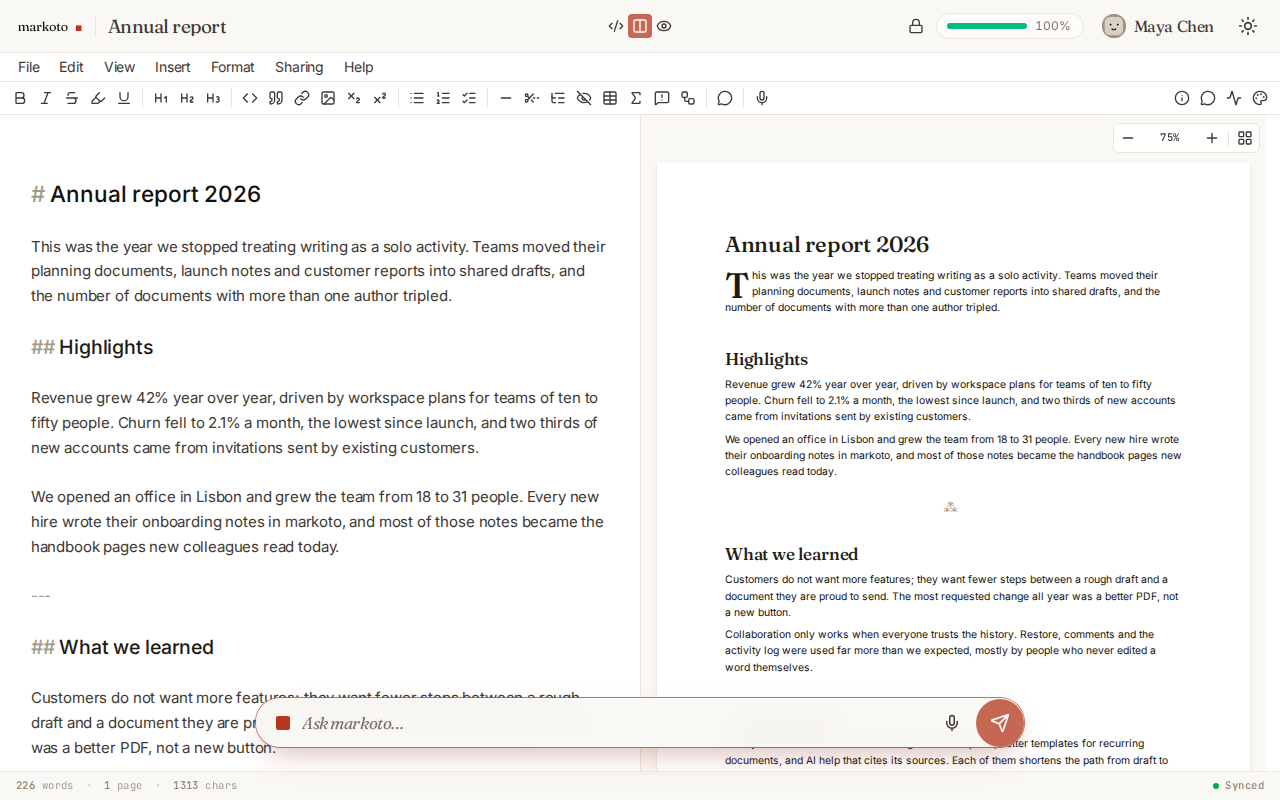 markoto
Annual report
100%
Maya Chen
File Edit View Insert Format Sharing Help
B I S U H1 H2 H3 X2 x2
75%
# Annual report 2026
This was the year we stopped treating writing as a solo activity. Teams moved their
planning documents, launch notes and customer reports into shared drafts, and
the number of documents with more than one author tripled.
## Highlights
Revenue grew 42% year over year, driven by workspace plans for teams of ten to
fifty people. Churn fell to 2.1% a month, the lowest since launch, and two thirds of
new accounts came from invitations sent by existing customers.
We opened an office in Lisbon and grew the team from 18 to 31 people. Every new
hire wrote their onboarding notes in markoto, and most of those notes became the
handbook pages new colleagues read today.
---
## What we learned
Customers do not want more features; they want fewer steps between a rough
draft and a document they are pr
was a better PDF, not a new button.
Annual report 2026
This was the year we stopped treating writing as a solo activity. Teams moved their
planning documents, launch notes and customer reports into shared drafts, and the
number of documents with more than one author tripled.
Highlights
Revenue grew 42% year over year, driven by workspace plans for teams of ten to fifty
people. Churn fell to 2.1% a month, the lowest since launch, and two thirds of new accounts
came from invitations sent by existing customers.
We opened an office in Lisbon and grew the team from 18 to 31 people. Every new hire wrote
their onboarding notes in markoto, and most of those notes became the handbook pages new
colleagues read today.
⁂
What we learned
Customers do not want more features; they want fewer steps between a rough draft and a
document they are proud to send. The most requested change all year was a better PDF, not
a new button.
Collaboration only works when everyone trusts the history. Restore, comments and the
activity log were used far more than we expected, mostly by people who never edited a
word themselves.
templates for recurring
documents, and AI help that cites its sources. Each of them shortens the path from draft to
Ask markoto...
226 words · 1 page · 1313 chars
Synced